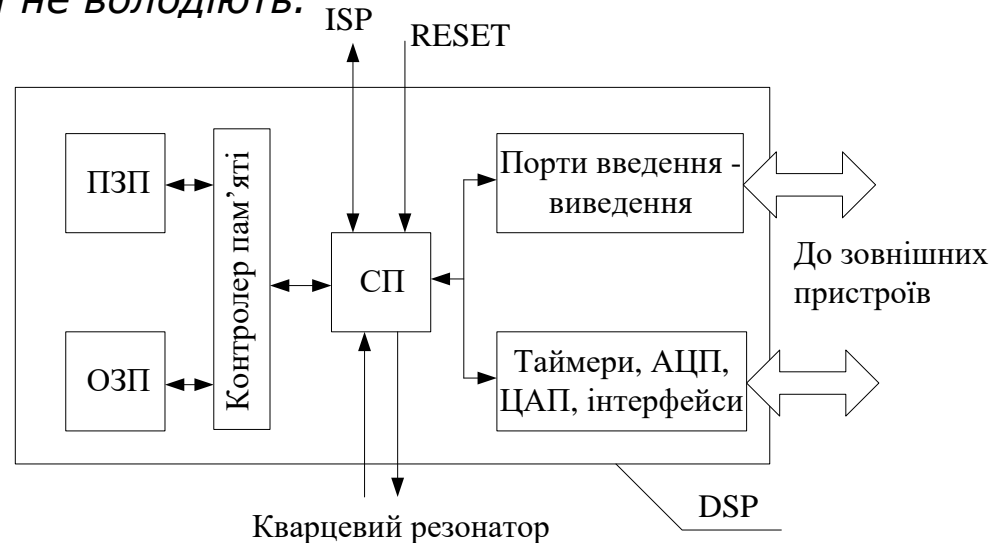 і не володіють.
ISP
RESET
ПЗП
ОЗП
Контролер пам’яті
СП
Порти введення -
виведення
Таймери, АЦП,
ЦАП, інтерфейси
До зовнішних
пристроїв
DSP
Кварцевий резонатор